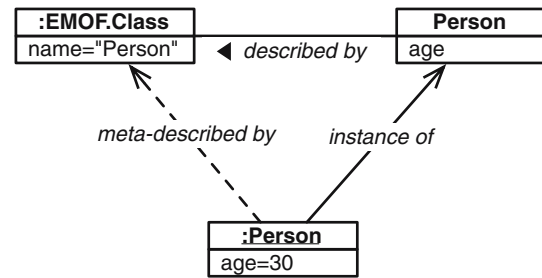 :EMOF.Class
name="Person"
described by
Person
age
meta-described by
instance of
:Person
age=30